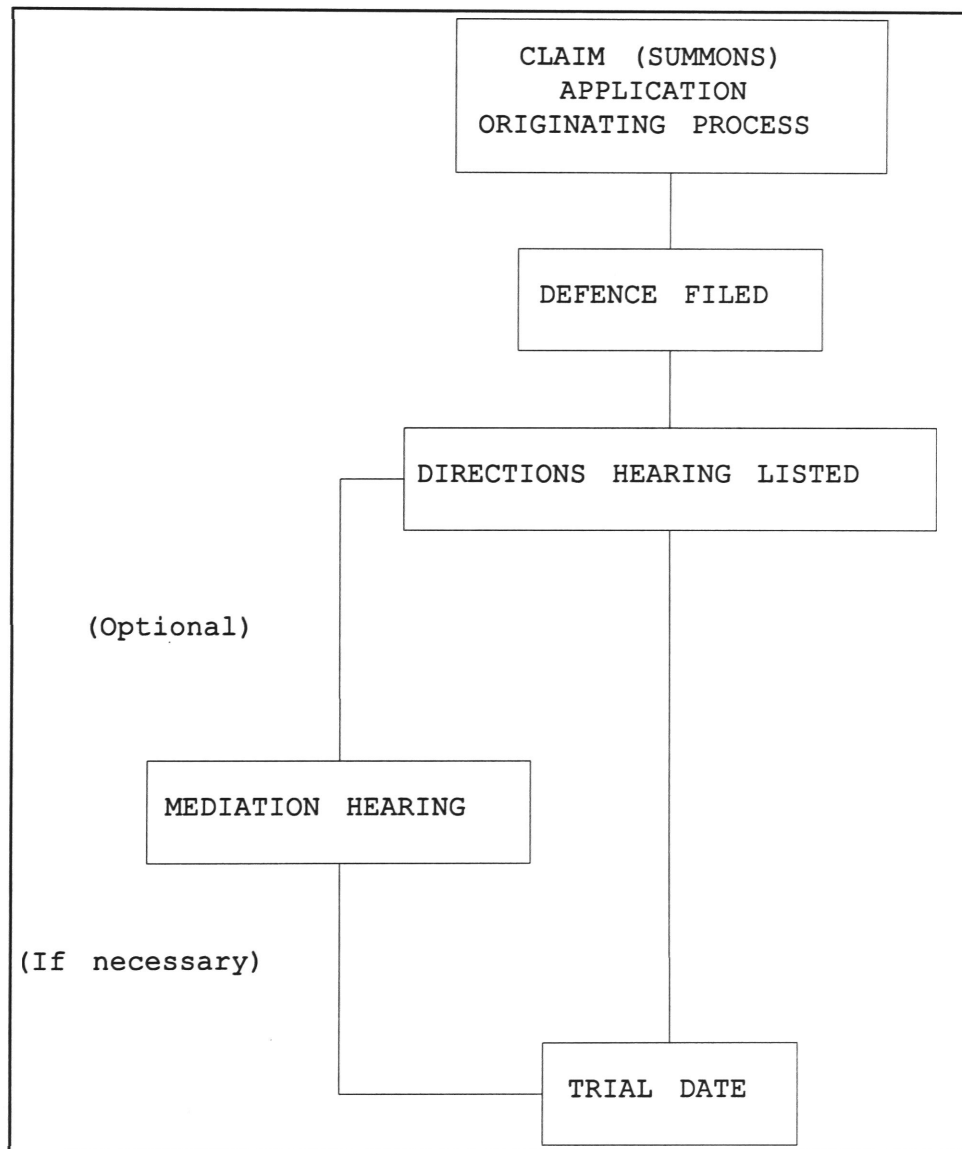 CLAIM (SUMMONS)
APPLICATION
ORIGINATING PROCESS
DEFENCE FILED
DIRECTIONS HEARING LISTED
(Optional)
MEDIATION HEARING
(If necessary)
TRIAL DATE